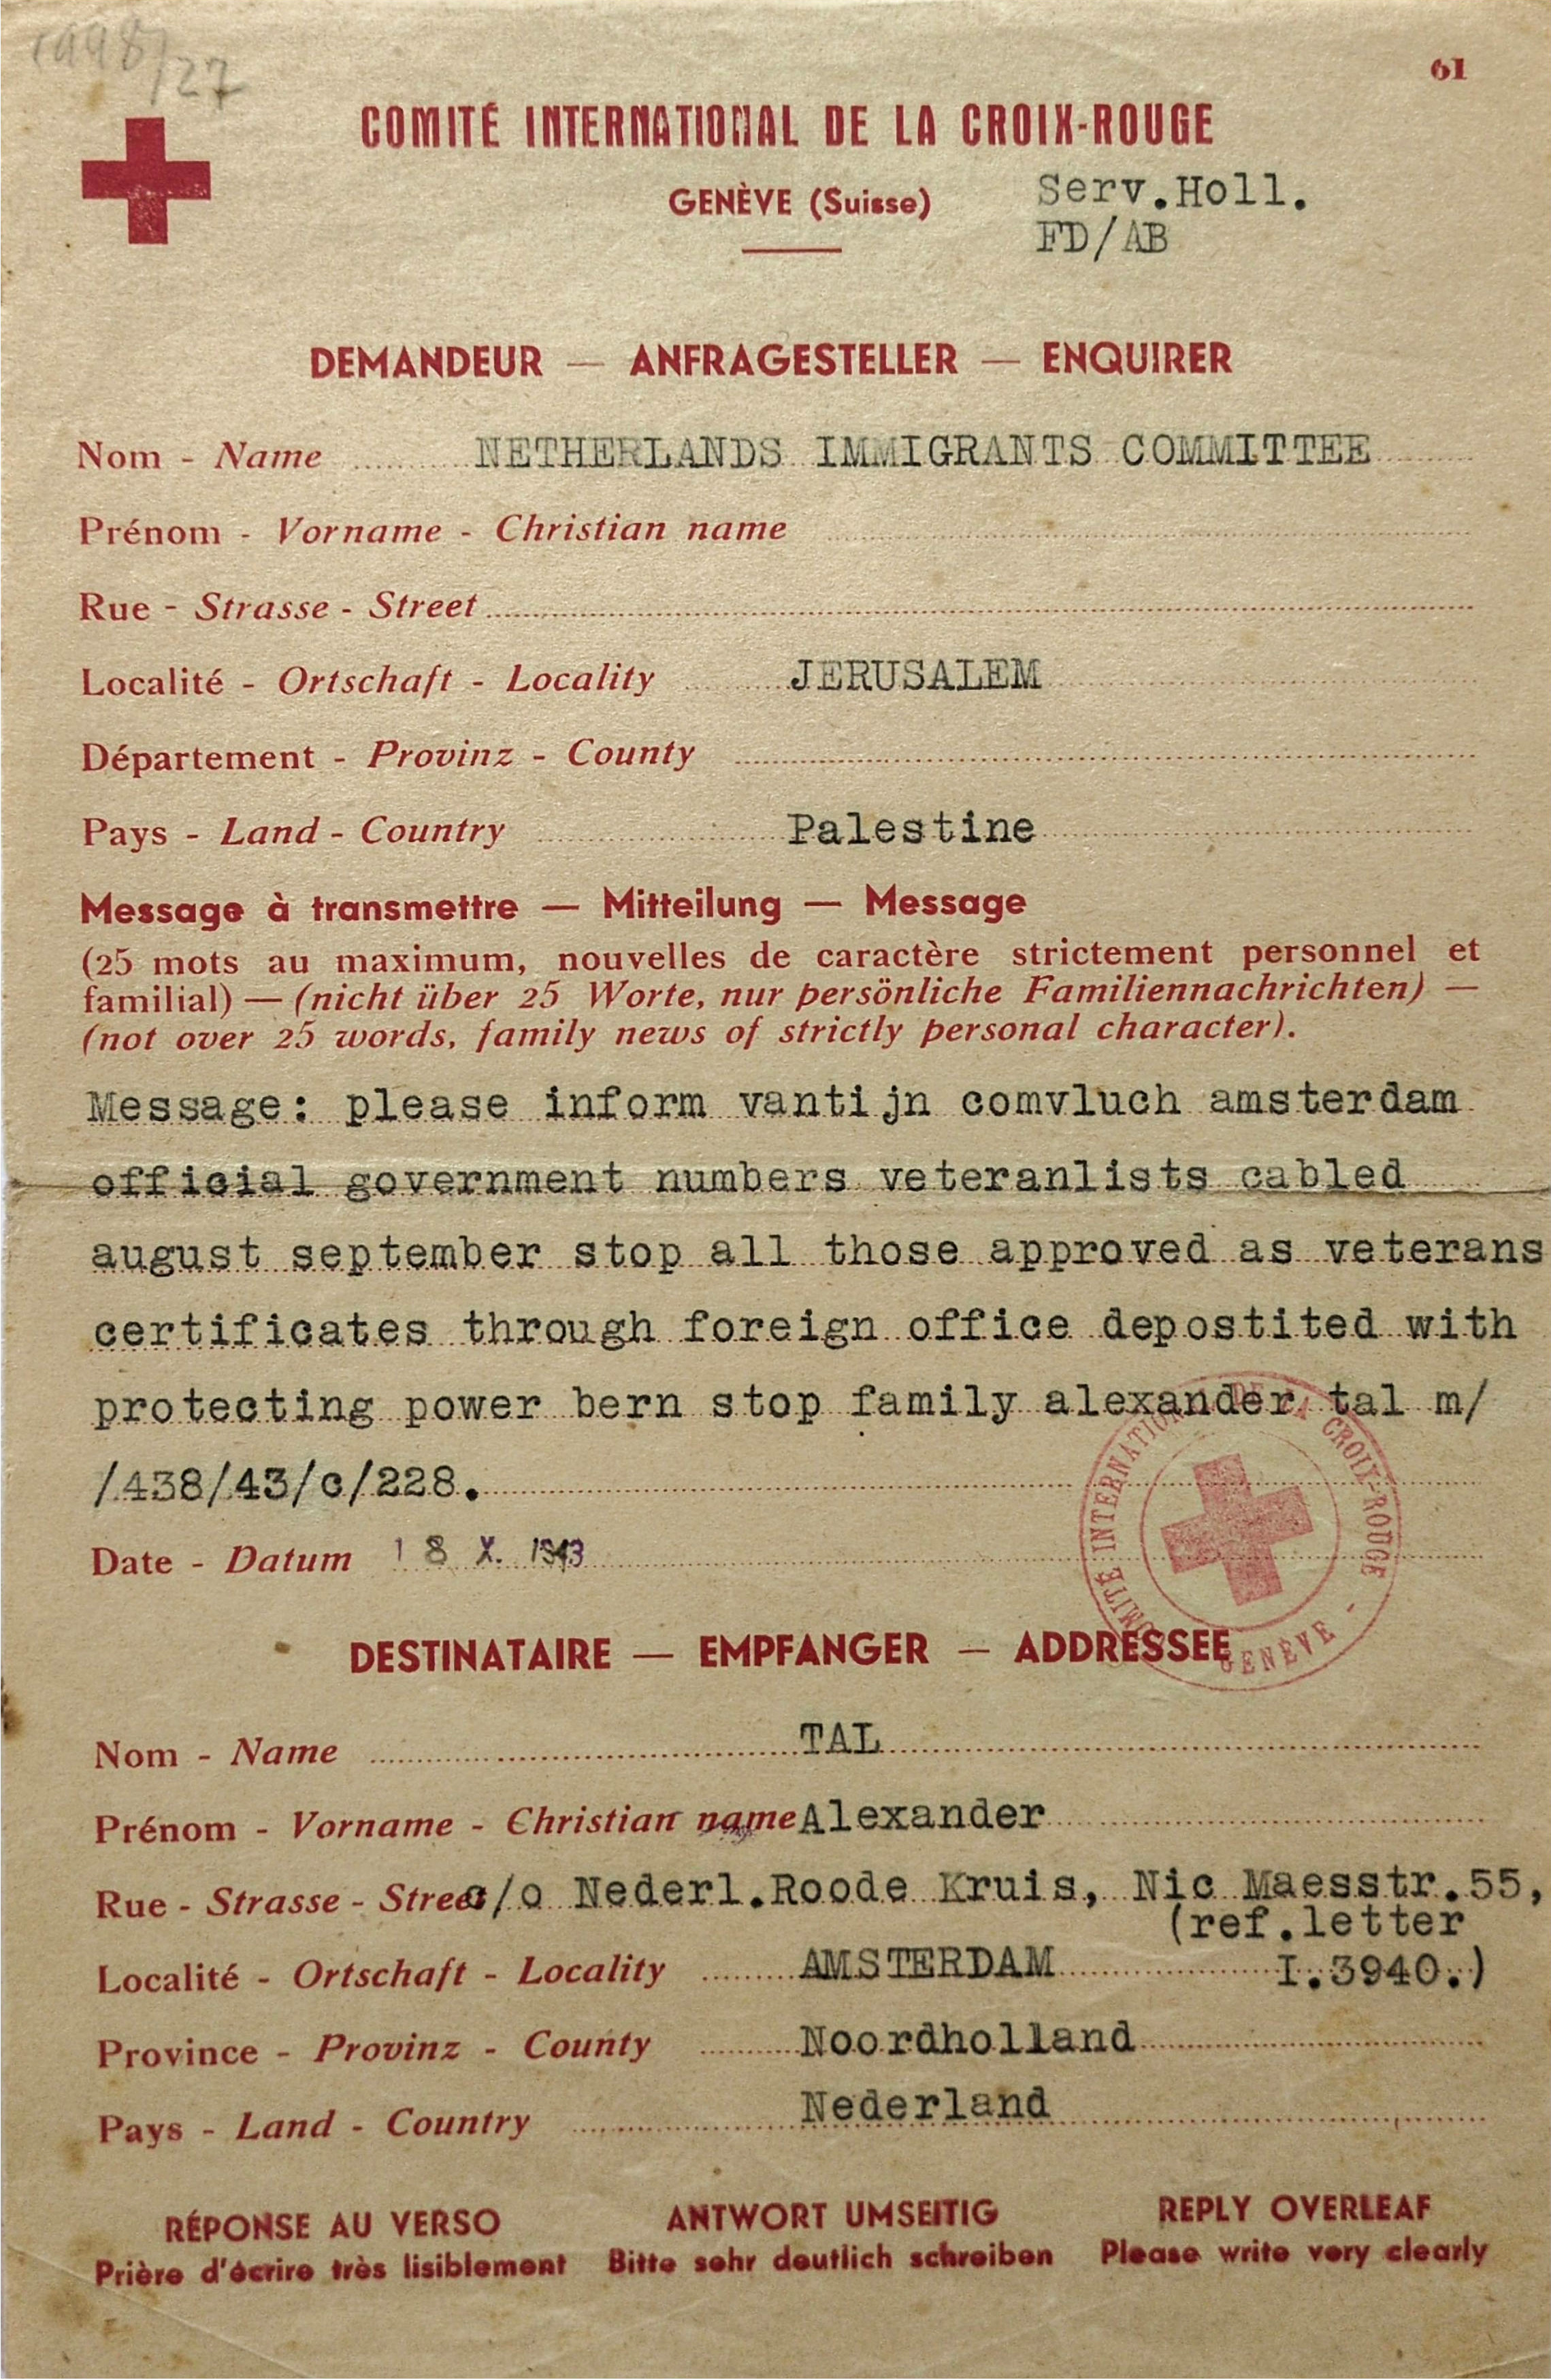 1998/27
61
COMITÉ INTERNATIONAL DE LA CROIX-ROUGE
GENÈVE (Suisse)
Serv.Holl.
FD/AB
DEMANDEUR — ANFRAGESTELLER — ENQUIRER
Nom - Name NETHERLANDS IMMIGRANTS COMMITTEE
Prénom - Vorname - Christian name
Rue - Strasse - Street
Localité - Ortschaft - Locality JERUSALEM
Département - Provinz - County
Pays - Land - Country Palestine
Message à transmettre — Mitteilung — Message
(25 mots au maximum, nouvelles de caractère strictement personnel et
familial) — (nicht über 25 Worte, nur persönliche Familiennachrichten) —
(not over 25 words, family news of strictly personal character).
Message: please inform vantijn comvluch amsterdam
official government numbers veteranlists cabled
august september stop all those approved as veterans
certificates through foreign office depostited with
protecting power bern stop family alexander tal m/
/438/43/c/228.
Date - Datum 18 X. 1943
COMITÉ INTERNATIONAL DE LA CROIX-ROUGE - GENÈVE -
DESTINATAIRE — EMPFANGER — ADDRESSEE
Nom - Name TAL
Prénom - Vorname - Christian name Alexander
Rue - Strasse - Street c/o Nederl.Roode Kruis, Nic Maesstr.55,
(ref.letter
Localité - Ortschaft - Locality AMSTERDAM I.3940.)
Province - Provinz - County Noordholland
Pays - Land - Country Nederland
RÉPONSE AU VERSO ANTWORT UMSEITIG REPLY OVERLEAF
Prière d'écrire très lisiblement Bitte sehr deutlich schreiben Please write very clearly